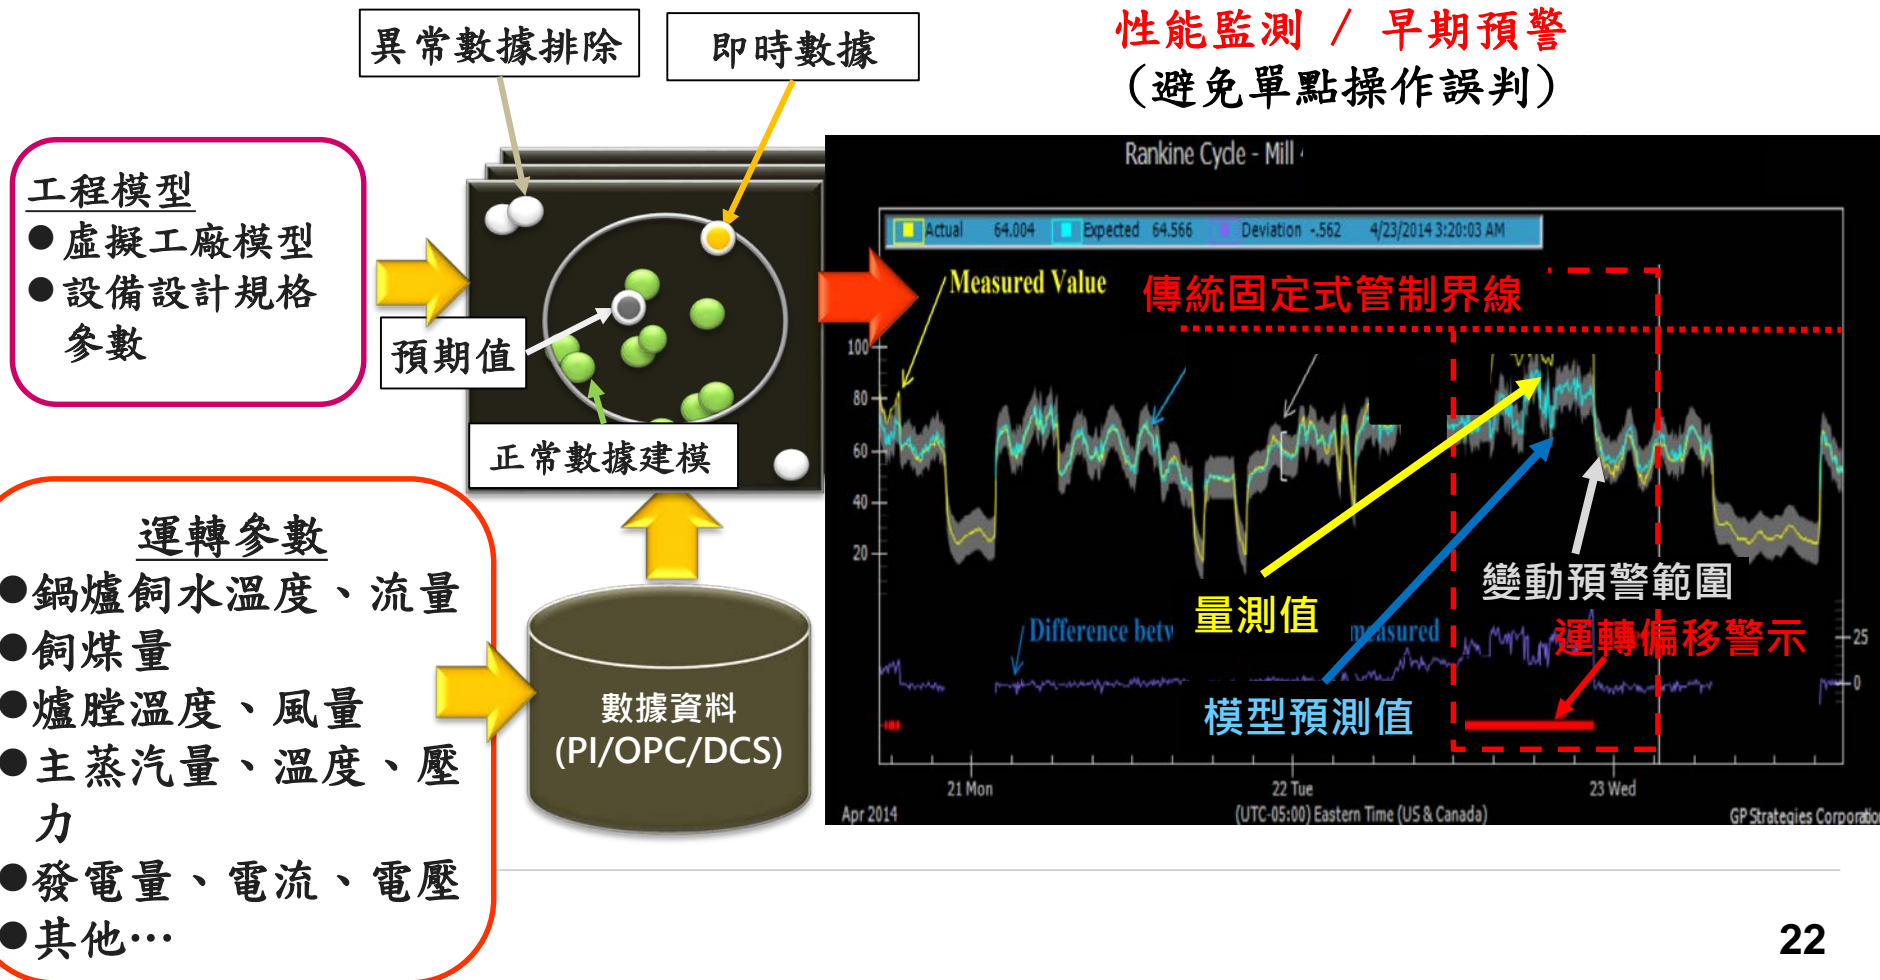 異常數據排除
即時數據
性能監測 / 早期預警
(避免單點操作誤判)
工程模型
●虛擬工廠模型
●設備設計規格
參數
預期值
正常數據建模
運轉參數
●鍋爐飼水溫度、流量
●飼煤量
●爐膛溫度、風量
●主蒸汽量、溫度、壓
力
●發電量、電流、電壓
●其他…
數據資料
(PI/OPC/DCS)
Rankine Cycle - Mill
Actual 64.004 Expected 64.566 Deviation -.562 4/23/2014 3:20:03 AM
Measured Value
傳統固定式管制界線
100
80
60
40
20
變動預警範圍
量測值
Difference betw
measured
運轉偏移警示
25
0
模型預測值
21 Mon
22 Tue
23 Wed
Apr 2014
(UTC-05:00) Eastern Time (US & Canada)
GP Strategies Corporation
22